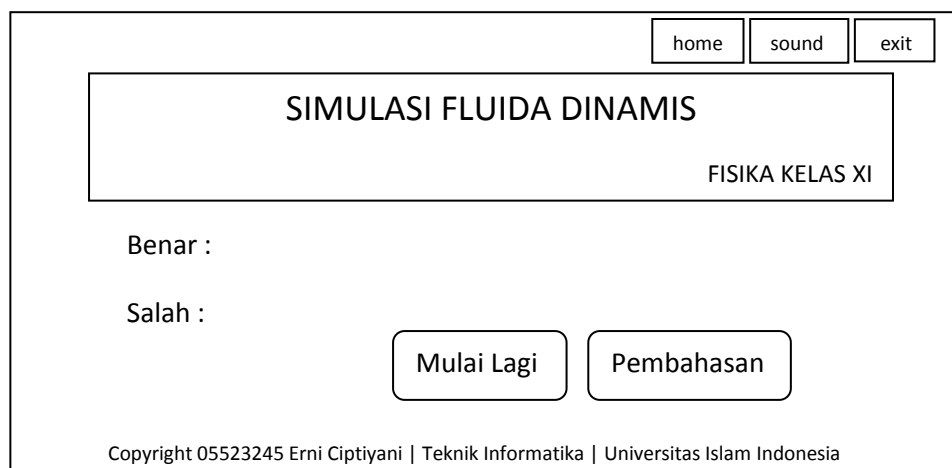 home sound exit
SIMULASI FLUIDA DINAMIS
FISIKA KELAS XI
Benar :
Salah :
Mulai Lagi Pembahasan
Copyright 05523245 Erni Ciptiyani | Teknik Informatika | Universitas Islam Indonesia